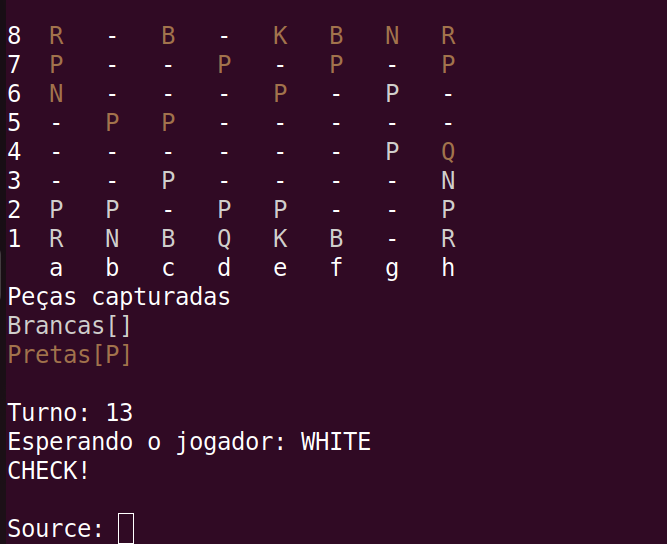 8 R - B - K B N R
7 P - - P - P - P
6 N - - - P - P -
5 - P P - - - - -
4 - - - - - - P Q
3 - - P - - - - N
2 P P - P P - - P
1 R N B Q K B - R
a b c d e f g h
Peças capturadas
Brancas[]
Pretas[P]
Turno: 13
Esperando o jogador: WHITE
CHECK!
Source: